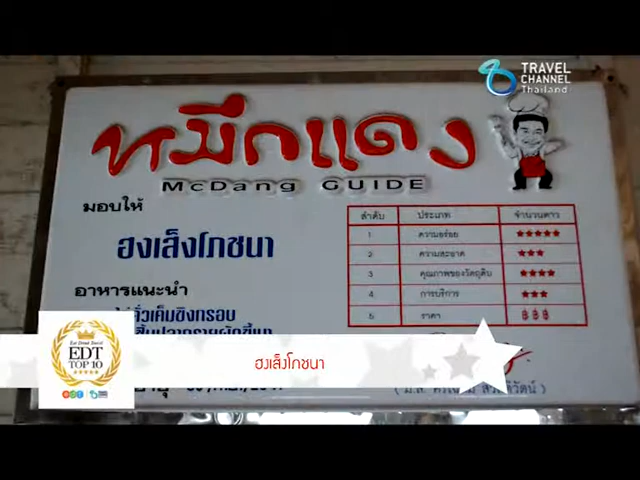 TRAVEL
CHANNEL
Thailand
หมึกแดง
McDang GUIDE
มอบให้
ฮงเส็งโภชนา
อาหารแนะนำ
ลำดับ ประเภท จำนวนดาว
1 ความอร่อย ★★★★★
2 ความสะอาด ★★★
3 คุณภาพของวัตถุดิบ ★★★★
4 การบริการ ★★★
5 ราคา ฿ ฿ ฿
EDT
TOP 10
ฮงเส็งโภชนา